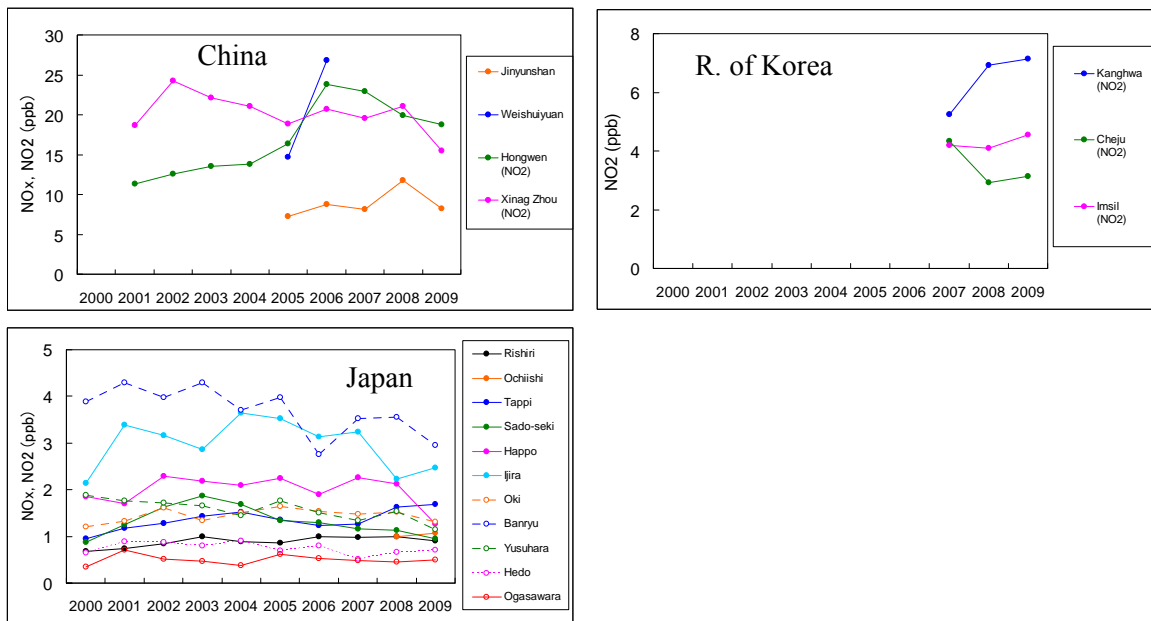 China
NOx, NO2 (ppb)
30
25
20
15
10
5
0
2000 2001 2002 2003 2004 2005 2006 2007 2008 2009
Jinyunshan
Weishuiyuan
Hongwen
(NO2)
Xinag Zhou
(NO2)
R. of Korea
NO2 (ppb)
8
6
4
2
0
2000 2001 2002 2003 2004 2005 2006 2007 2008 2009
Kanghwa
(NO2)
Cheju
(NO2)
Imsil
(NO2)
Japan
NOx, NO2 (ppb)
5
4
3
2
1
0
2000 2001 2002 2003 2004 2005 2006 2007 2008 2009
Rishiri
Ochiishi
Tappi
Sado-seki
Happo
Ijira
Oki
Banryu
Yusuhara
Hedo
Ogasawara